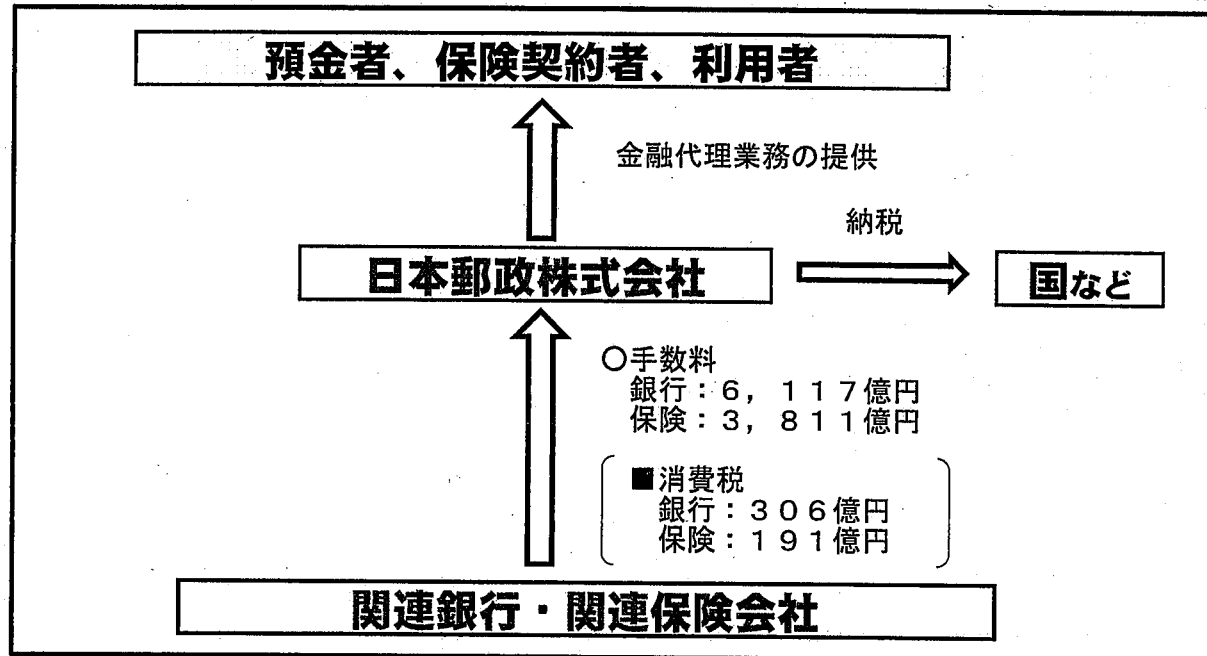 預金者、保険契約者、利用者
金融代理業務の提供
納税
日本郵政株式会社
国など
〇手数料
銀行：６，１１７億円
保険：３，８１１億円
■消費税
銀行：３０６億円
保険：１９１億円
関連銀行・関連保険会社